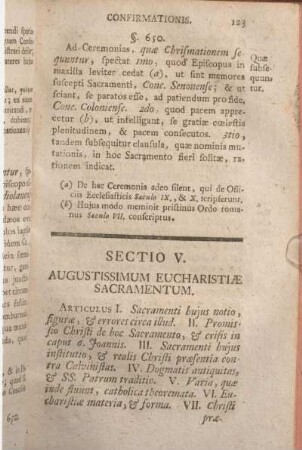 CONFIRMATIONIS. 123
§. 650.
Ad Ceremonias, quæ Chrismationem se
quuntur, spectat 1mo, quod Episcopus in
maxilla leviter cedat (a), ut sint memores
suscepti Sacramenti, Conc. Senonense; & ut
sciant, se paratos esse, ad patiendum pro fide,
Conc. Coloniense. 2do, quod pacem appre-
cetur (b), ut intelligant, se gratiæ cœlestis
plenitudinem, & pacem consecutos. 3tio,
tandem subsequitur clausula, quæ nominis mu-
tationis, in hoc Sacramento fieri solitæ, ra-
tionem indicat.
Quæ
subse-
quun-
tur.
(a) De hac Ceremonia adeo silent, qui de Offi-
ciis Ecclesiasticis Sæculo IX., & X. scripserunt.
(b) Hujus modo meminit pristinus Ordo roma-
nus Sæculo VII. conscriptus.
SECTIO V.
AUGUSTISSIMUM EUCHARISTIÆ
SACRAMENTUM.
ARTICULUS I. Sacramenti hujus notio,
figuræ, & errores circa illud. II. Promis-
sio Christi de hoc Sacramento, & crisis in
caput 6. Joannis. III. Sacramenti hujus
institutio, & realis Christi præsentia con-
tra Calvinistas. IV. Dogmatis antiquitas,
& SS. Patrum traditio. V. Varia, quæ
inde fluunt, catholica theoremata. VI. Eu-
charistiæ materia, & forma. VII. Christi
præ-